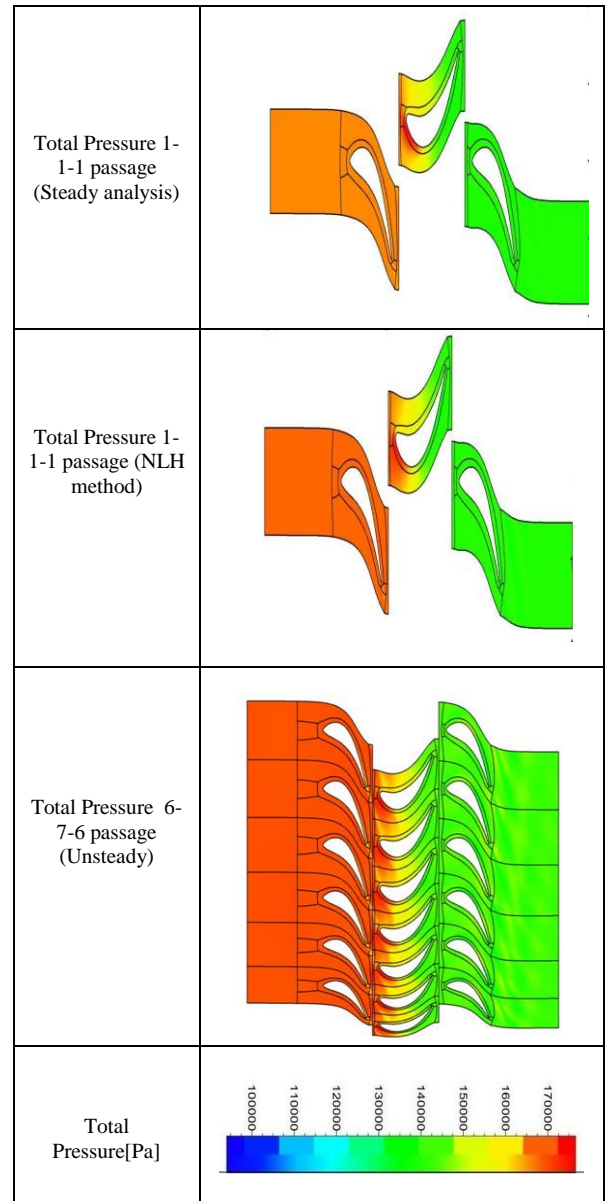 Total Pressure 1-
1-1 passage
(Steady analysis)
Total Pressure 1-
1-1 passage (NLH
method)
Total Pressure 6-
7-6 passage
(Unsteady)
Total
Pressure[Pa]
100000-
110000-
120000-
130000-
140000-
150000-
160000-
170000-